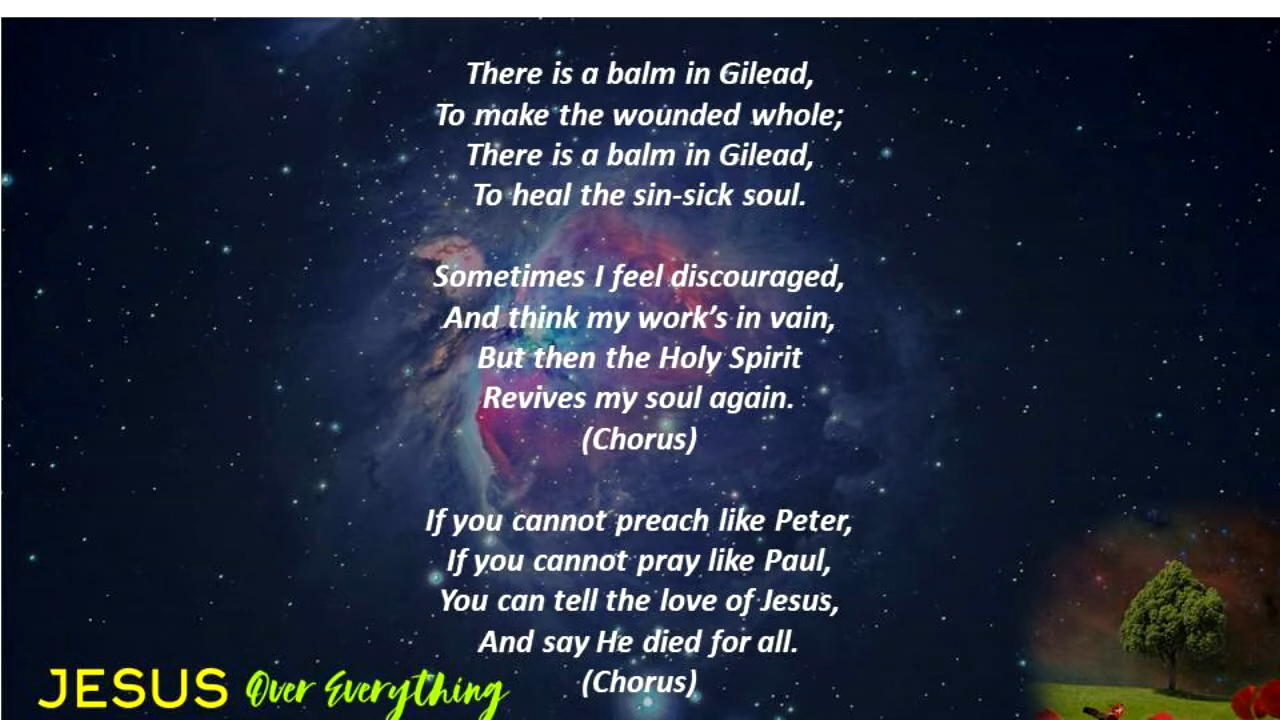 There is a balm in Gilead,
To make the wounded whole;
There is a balm in Gilead,
To heal the sin-sick soul.
Sometimes I feel discouraged,
And think my work’s in vain,
But then the Holy Spirit
Revives my soul again.
(Chorus)
If you cannot preach like Peter,
If you cannot pray like Paul,
You can tell the love of Jesus,
And say He died for all.
(Chorus)
JESUS Over Everything